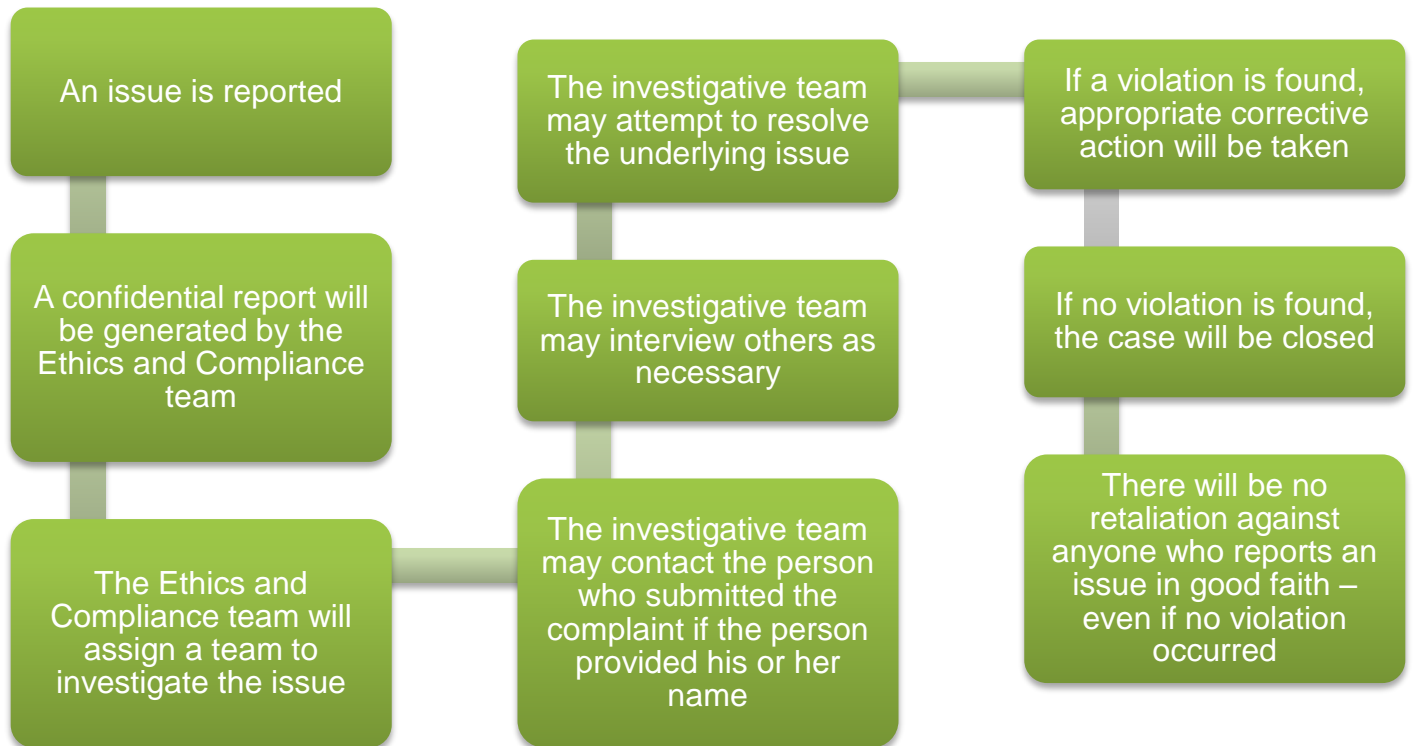 An issue is reported
A confidential report will
be generated by the
Ethics and Compliance
team
The Ethics and
Compliance team will
assign a team to
investigate the issue
The investigative team
may contact the person
who submitted the
complaint if the person
provided his or her
name
The investigative team
may interview others as
necessary
The investigative team
may attempt to resolve
the underlying issue
If a violation is found,
appropriate corrective
action will be taken
If no violation is found,
the case will be closed
There will be no
retaliation against
anyone who reports an
issue in good faith –
even if no violation
occurred